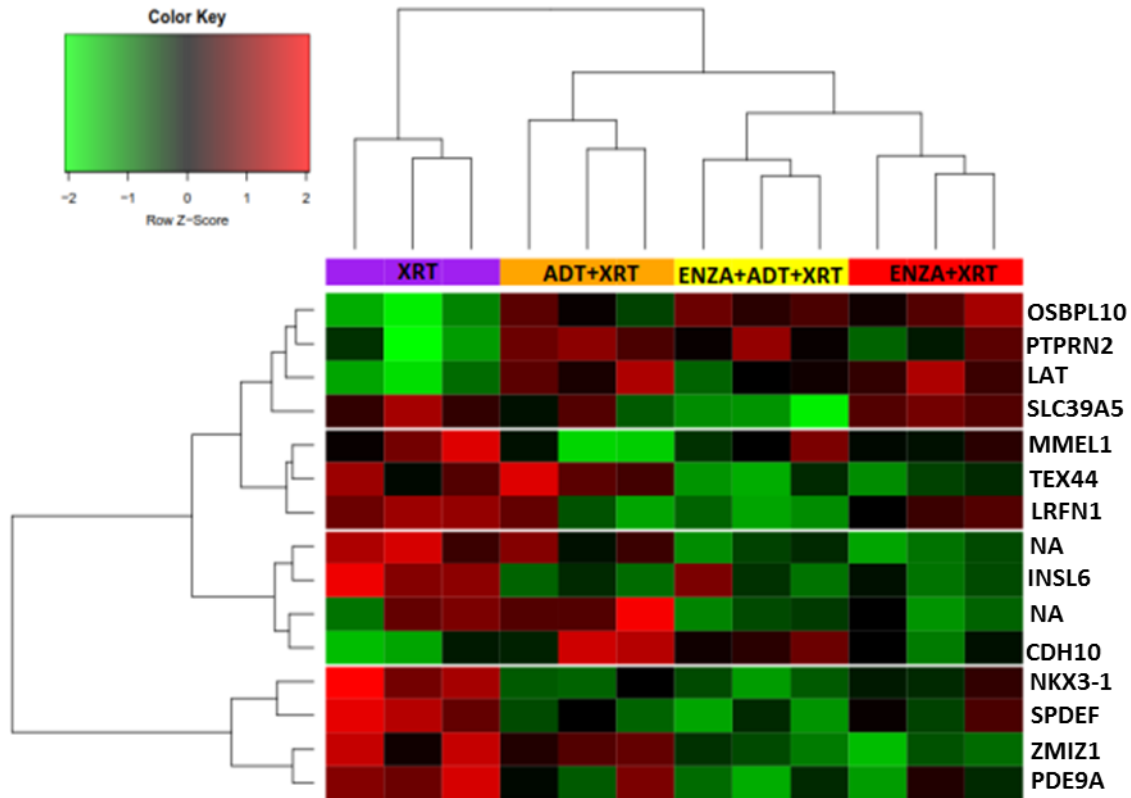 Color Key
−2 −1 0 1 2
Row Z−Score
XRT ADT+XRT ENZA+ADT+XRT ENZA+XRT
OSBPL10
PTPRN2
LAT
SLC39A5
MMEL1
TEX44
LRFN1
NA
INSL6
NA
CDH10
NKX3-1
SPDEF
ZMIZ1
PDE9A